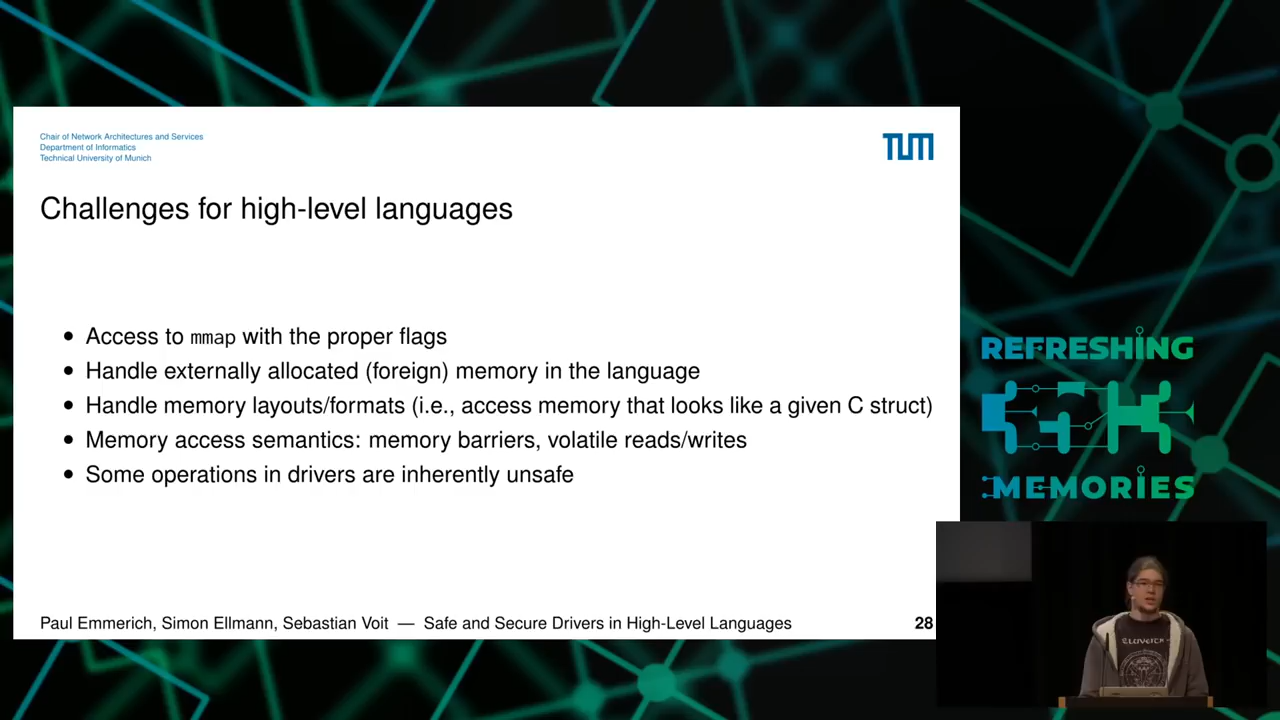 Chair of Network Architectures and Services
Department of Informatics
Technical University of Munich
TUM
Challenges for high-level languages
• Access to mmap with the proper flags
• Handle externally allocated (foreign) memory in the language
• Handle memory layouts/formats (i.e., access memory that looks like a given C struct)
• Memory access semantics: memory barriers, volatile reads/writes
• Some operations in drivers are inherently unsafe
Paul Emmerich, Simon Ellmann, Sebastian Voit — Safe and Secure Drivers in High-Level Languages
28
REFRESHING
MEMORIES
ELUVEITIE